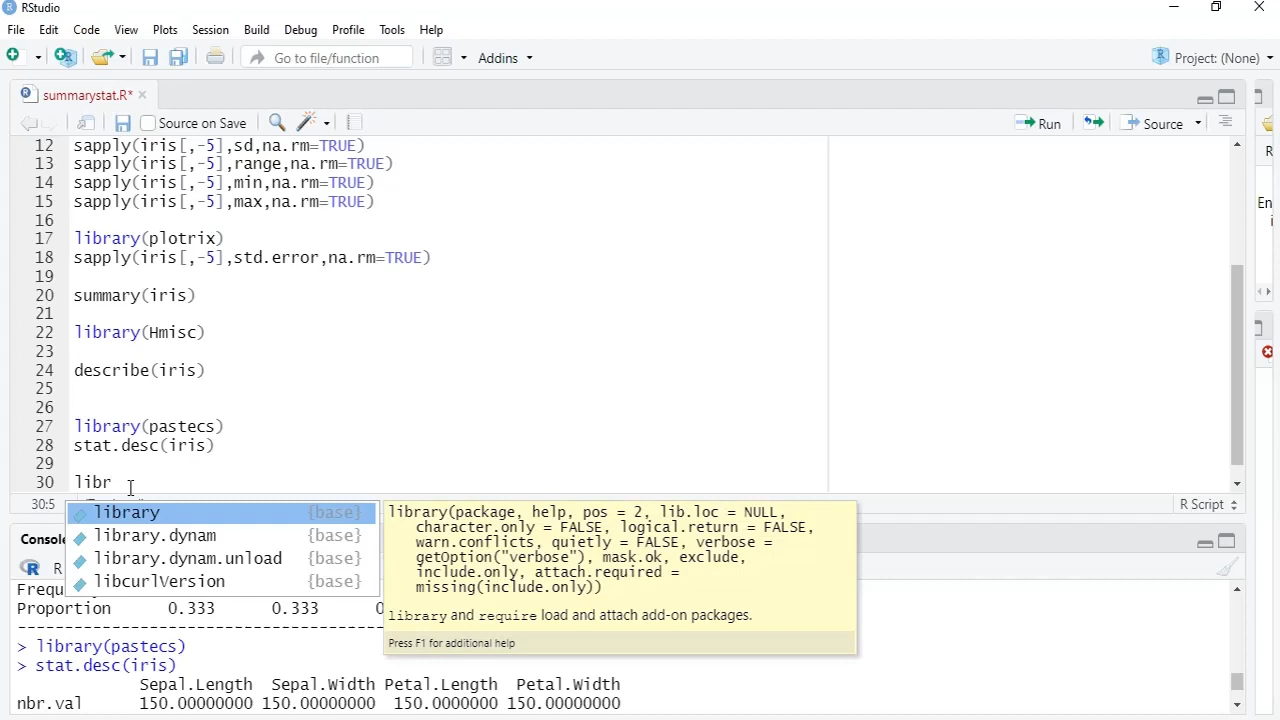 RStudio
File Edit Code View Plots Session Build Debug Profile Tools Help
Go to file/function Addins Project: (None)
summarystat.R*
Source on Save Run Source R
12 sapply(iris[,-5],sd,na.rm=TRUE)
13 sapply(iris[,-5],range,na.rm=TRUE)
14 sapply(iris[,-5],min,na.rm=TRUE)
15 sapply(iris[,-5],max,na.rm=TRUE)
16
17 library(plotrix)
18 sapply(iris[,-5],std.error,na.rm=TRUE)
19
20 summary(iris)
21
22 library(Hmisc)
23
24 describe(iris)
25
26
27 library(pastecs)
28 stat.desc(iris)
29
30 libr
En
30:5 R Script
library {base}
library.dynam {base}
library.dynam.unload {base}
libcurlVersion {base}
library(package, help, pos = 2, lib.loc = NULL,
character.only = FALSE, logical.return = FALSE,
warn.conflicts, quietly = FALSE, verbose =
getOption("verbose"), mask.ok, exclude,
include.only, attach.required =
missing(include.only))
library and require load and attach add-on packages.
Press F1 for additional help
Console
R
Frequ
Proportion 0.333 0.333 0
> library(pastecs)
> stat.desc(iris)
Sepal.Length Sepal.Width Petal.Length Petal.Width
nbr.val 150.00000000 150.00000000 150.0000000 150.00000000